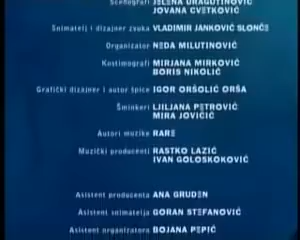 Scenografi JELENA DRAGUTINOVIĆ
JOVANA CVETKOVIĆ
Snimatelj i dizajner zvuka VLADIMIR JANKOVIĆ SLONČE
Organizator NEDA MILUTINOVIĆ
Kostimografi MIRJANA MIRKOVIĆ
BORIS NIKOLIĆ
Grafički dizajner i autor špice IGOR ORŠOLIĆ ORŠA
Šminkeri LJILJANA PETROVIĆ
MIRA JOVIČIĆ
Autori muzike RARE
Muzički producenti RASTKO LAZIĆ
IVAN GOLOSKOKOVIĆ
Asistent producenta ANA GRUDEN
Asistent snimatelja GORAN STEFANOVIĆ
Asistent organizatora BOJANA PEPIĆ